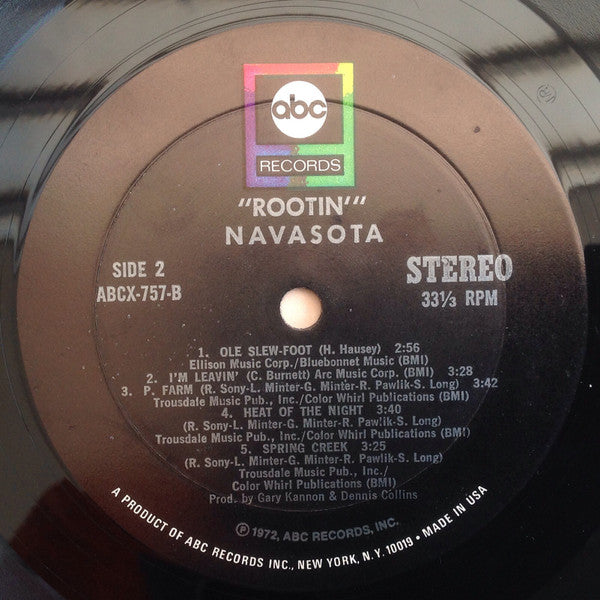 abc
RECORDS
"ROOTIN'"
NAVASOTA
SIDE 2
ABCX-757-B
STEREO
33 1/3 RPM
1. OLE SLEW-FOOT (H. Hausey) 2:56
Ellison Music Corp./Bluebonnet Music (BMI)
2. I'M LEAVIN' (C. Burnett) Arc Music Corp. (BMI) 3:28
3. P. FARM (R. Sony-L. Minter-G. Minter-R. Pawlik-S. Long) 3:42
Trousdale Music Pub., Inc./Color Whirl Publications (BMI)
4. HEAT OF THE NIGHT 3:40
(R. Sony-L. Minter-G. Minter-R. Pawlik-S. Long)
Trousdale Music Pub., Inc./Color Whirl Publications (BMI)
5. SPRING CREEK 3:25
(R. Sony-L. Minter-G. Minter-R. Pawlik-S. Long)
Trousdale Music Pub., Inc./
Color Whirl Publications (BMI)
Prod. by Gary Kannon & Dennis Collins
℗ 1972, ABC RECORDS, INC.
A PRODUCT OF ABC RECORDS INC., NEW YORK, N.Y. 10019 • MADE IN USA